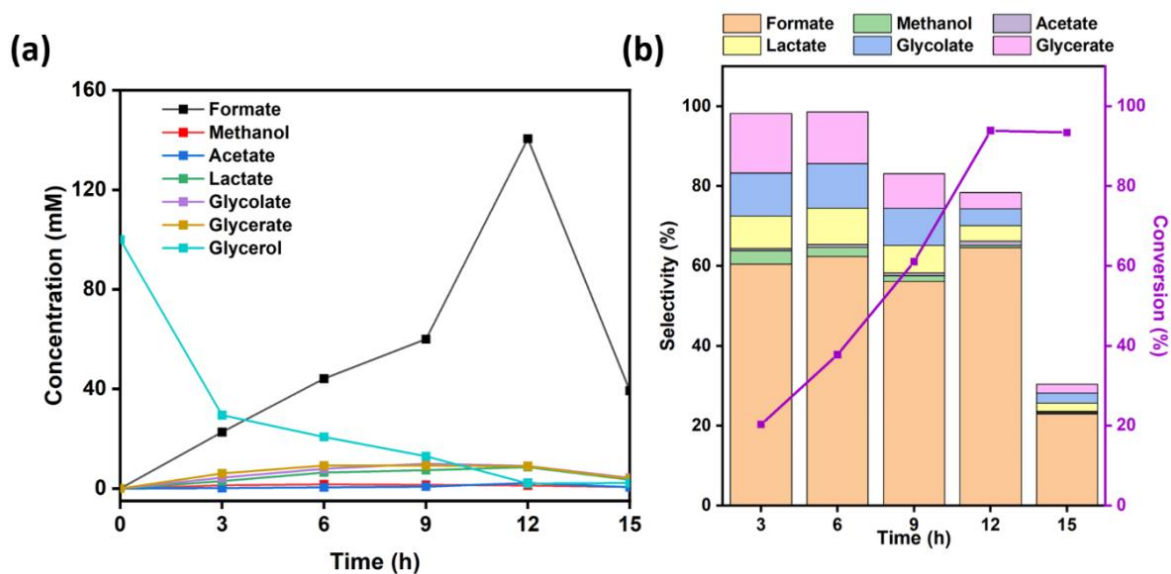 (a)
160
120
80
40
0
Concentration (mM)
Formate
Methanol
Acetate
Lactate
Glycolate
Glycerate
Glycerol
0 3 6 9 12 15
Time (h)
(b)
Formate Methanol Acetate
Lactate Glycolate Glycerate
100
80
60
40
20
0
Selectivity (%)
100
80
60
40
20
0
Conversion (%)
3 6 9 12 15
Time (h)